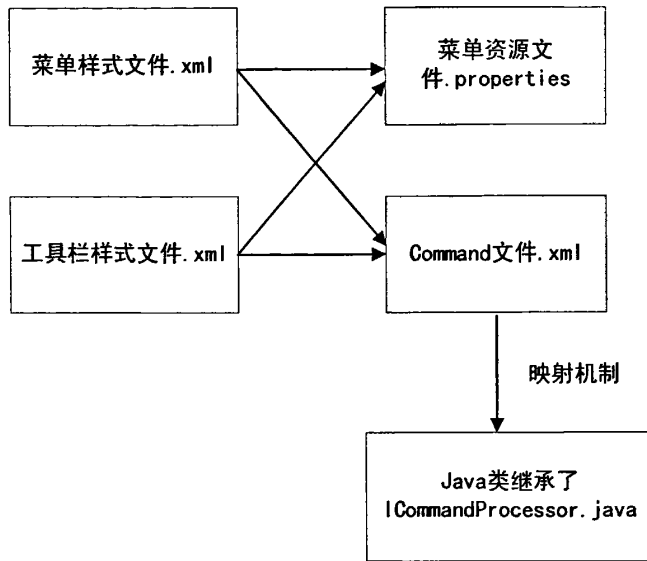 菜单样式文件.xml
菜单资源文
件.properties
工具栏样式文件.xml
Command文件.xml
映射机制
Java类继承了
ICommandProcessor.java